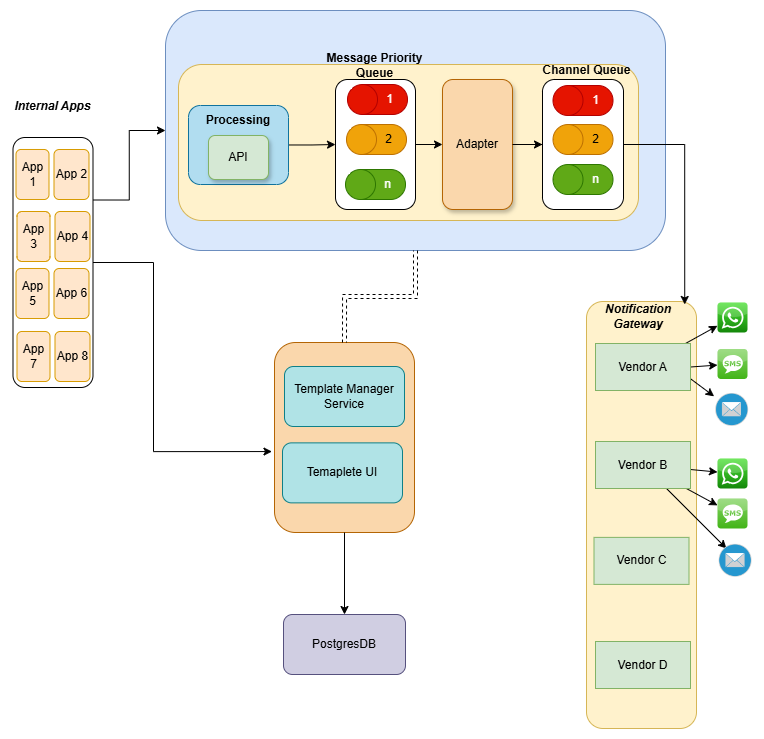 Message Priority
Queue
Channel Queue
Internal Apps
Processing
API
1
2
n
Adapter
1
2
n
App
1
App 2
App
3
App 4
App
5
App 6
App
7
App 8
Template Manager
Service
Temaplete UI
PostgresDB
Notification
Gateway
Vendor A
SMS
Vendor B
SMS
Vendor C
Vendor D